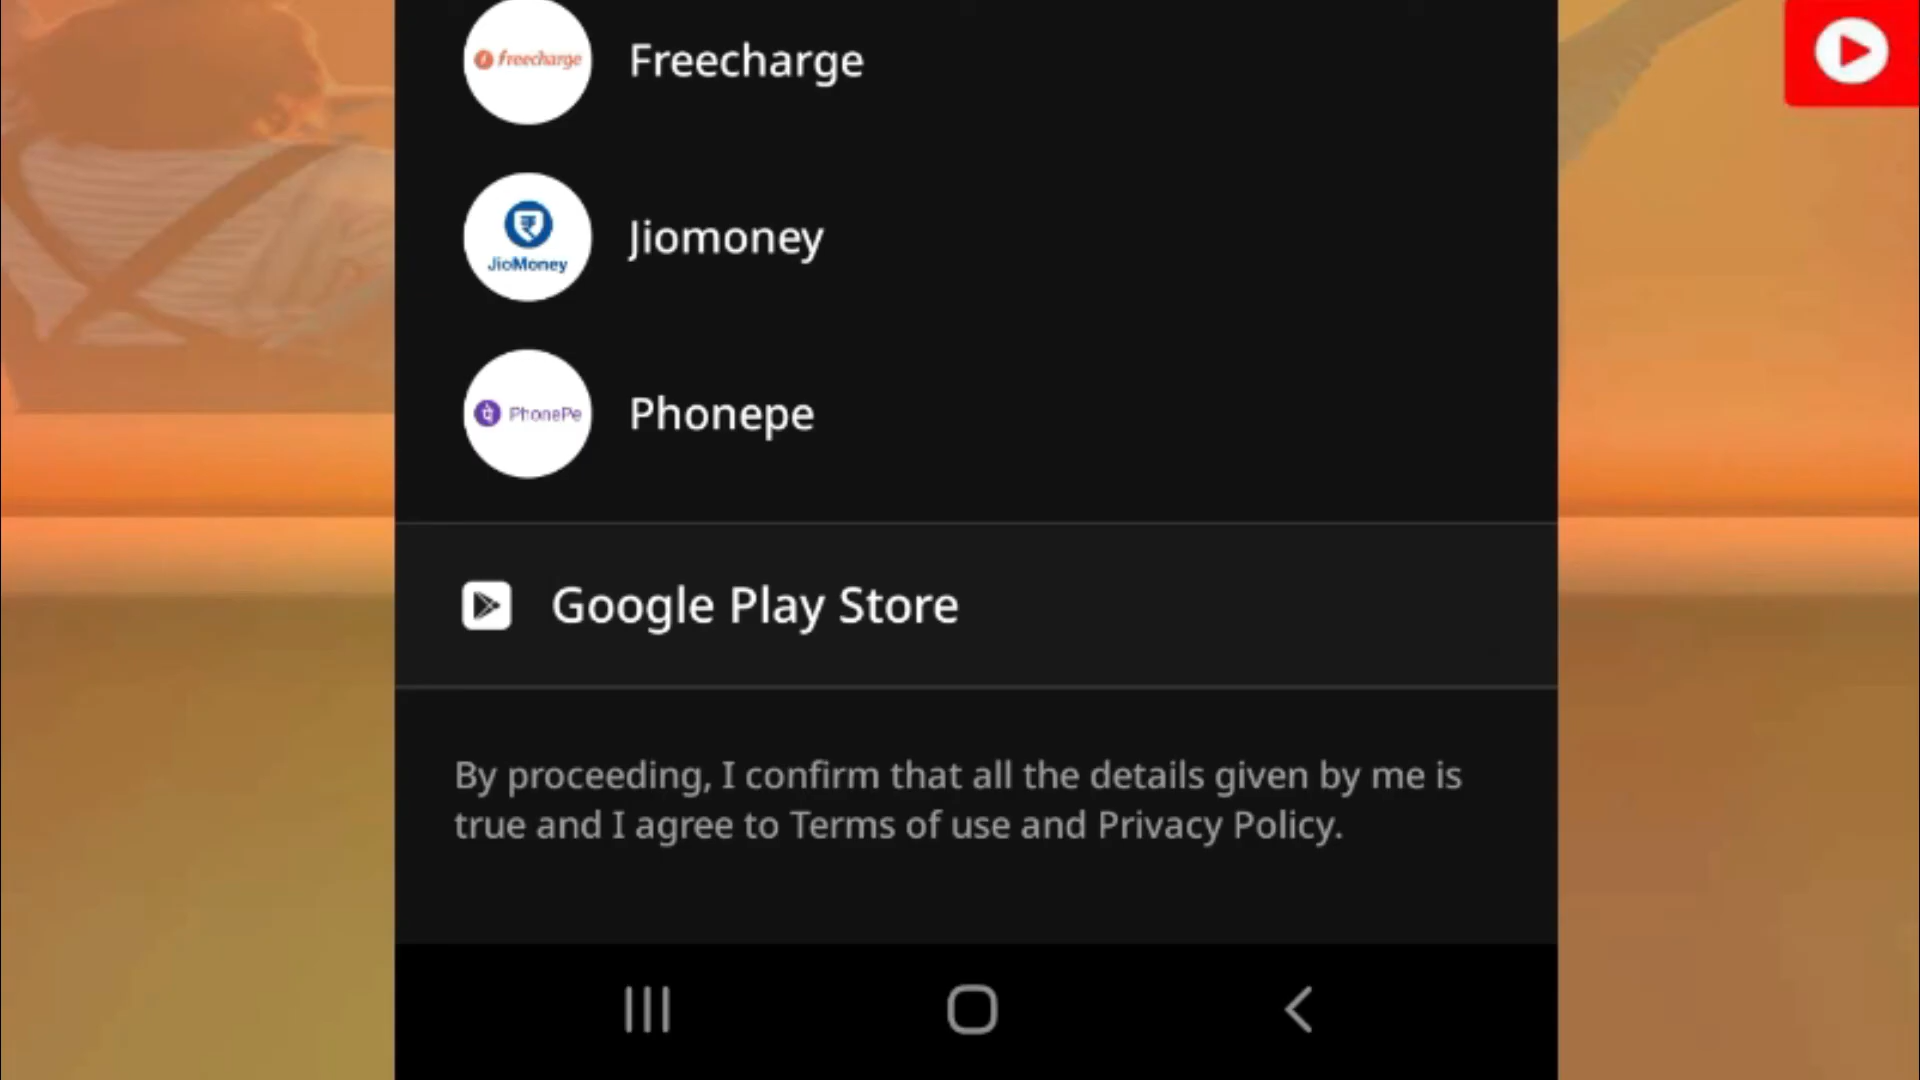 freecharge Freecharge
JioMoney Jiomoney
PhonePe Phonepe
Google Play Store
By proceeding, I confirm that all the details given by me is
true and I agree to Terms of use and Privacy Policy.